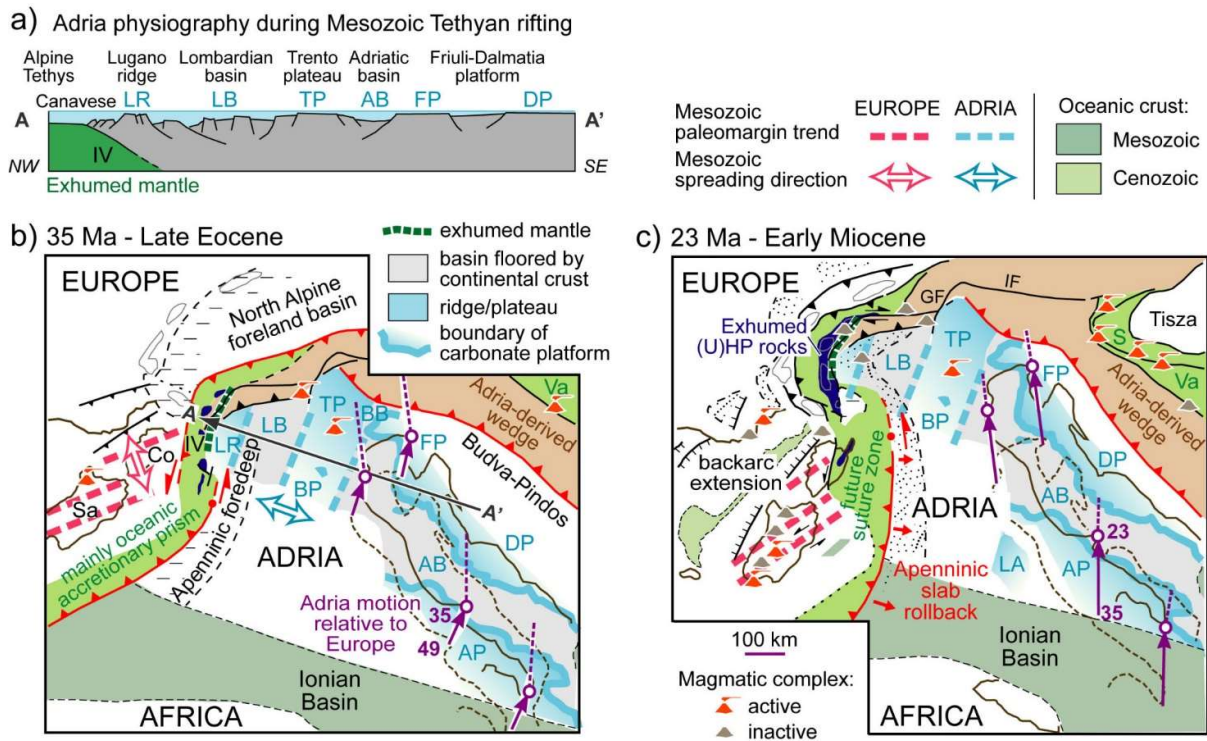 a) Adria physiography during Mesozoic Tethyan rifting
Alpine Tethys
Lugano ridge
Lombardian basin
Trento plateau
Adriatic basin
Friuli-Dalmatia platform
Canavese LR LB TP AB FP DP
A A'
IV
NW SE
Exhumed mantle
EUROPE ADRIA
Mesozoic
paleomargin trend
Mesozoic
spreading direction
Oceanic crust:
Mesozoic
Cenozoic
b) 35 Ma - Late Eocene
exhumed mantle
basin floored by
continental crust
ridge/plateau
boundary of
carbonate platform
EUROPE
North Alpine
foreland basin
Va
Adria-derived
wedge
Budva-Pindos
A
IV
LR
LB
TP
BB
FP
Co
Sa
BP
A'
DP
mainly oceanic
accretionary prism
Apenninic foredeep
ADRIA
AB
Adria motion
relative to
Europe
35
49
AP
Ionian
Basin
AFRICA
c) 23 Ma - Early Miocene
EUROPE
GF
IF
Tisza
S
Va
Exhumed
(U)HP rocks
LB
TP
FP
BP
Adria-derived
wedge
backarc
extension
future
suture zone
ADRIA
DP
AB
23
LA
AP
35
Apenninic
slab
rollback
Ionian
Basin
AFRICA
100 km
Magmatic complex:
active
inactive